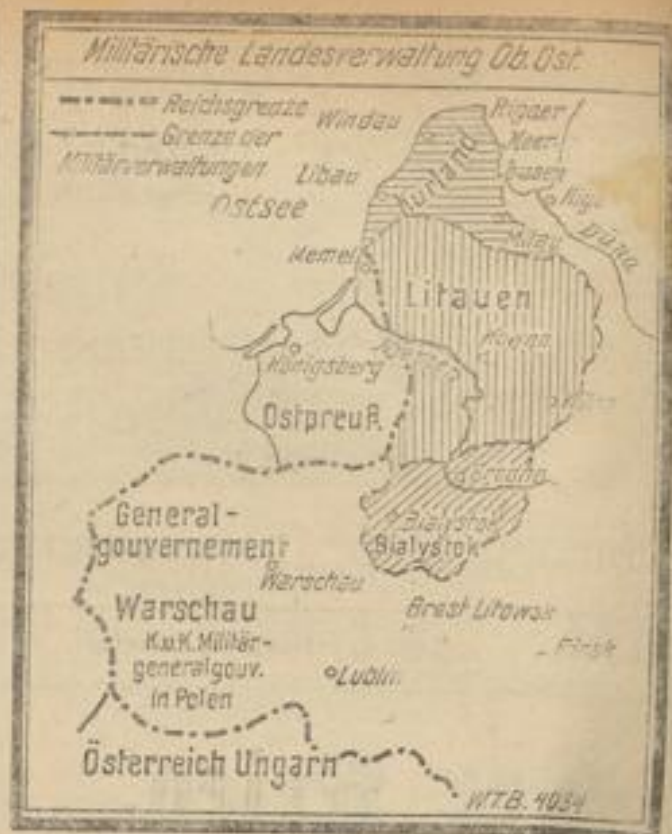 Militärische Landesverwaltung Ob. Ost.
Reichsgrenze
Grenze der
Militärverwaltungen
Windau
Libau
Ostsee
Rigaer
Meer-
busen
Riga
Kurland
Mitau
Düna
Memel
Litauen
Kowno
Königsberg
Ostpreuß.
Grodno
Bialystok
Bialystok
General-
gouvernement
Warschau
Warschau
K.u.K. Militär-
generalgouv.
in Polen
Brest Litowsk
Pinsk
Lublin
Österreich Ungarn
W.T.B. 4034